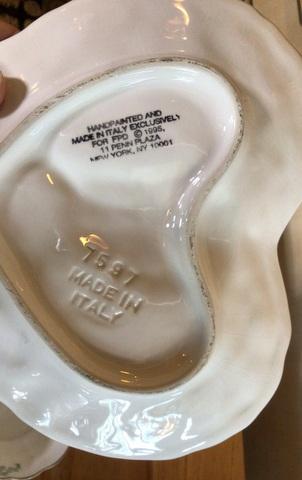 HANDPAINTED AND
MADE IN ITALY EXCLUSIVELY
FOR FPD © 1995,
11 PENN PLAZA
NEW YORK, NY 10001
7597
MADE IN
ITALY